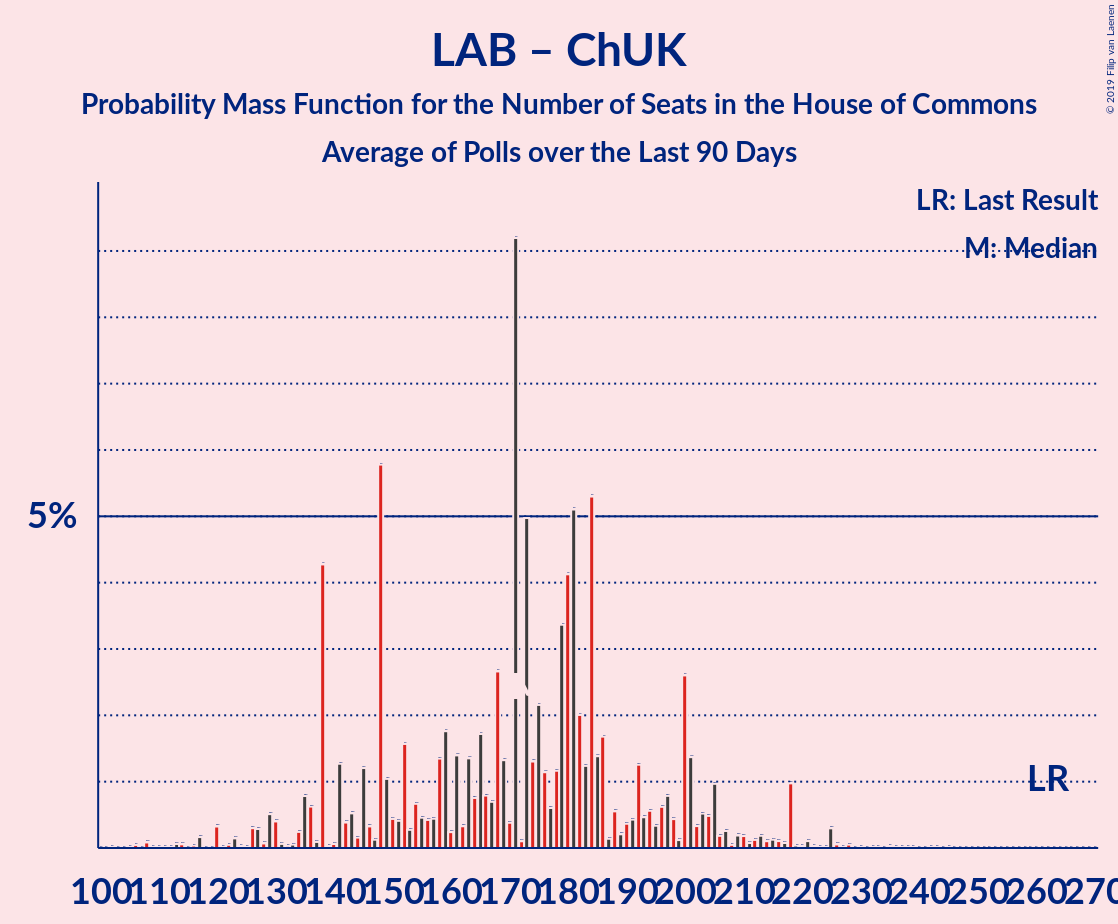 LAB – ChUK
Probability Mass Function for the Number of Seats in the House of Commons
Average of Polls over the Last 90 Days
© 2019 Filip van Laenen
LR: Last Result
M: Median
5%
LR
100 110 120 130 140 150 160 170 180 190 200 210 220 230 240 250 260 270